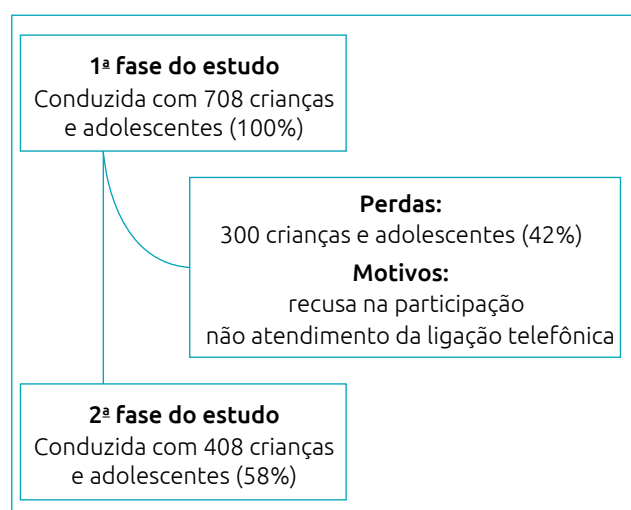 1ª fase do estudo
Conduzida com 708 crianças
e adolescentes (100%)
Perdas:
300 crianças e adolescentes (42%)
Motivos:
recusa na participação
não atendimento da ligação telefônica
2ª fase do estudo
Conduzida com 408 crianças
e adolescentes (58%)